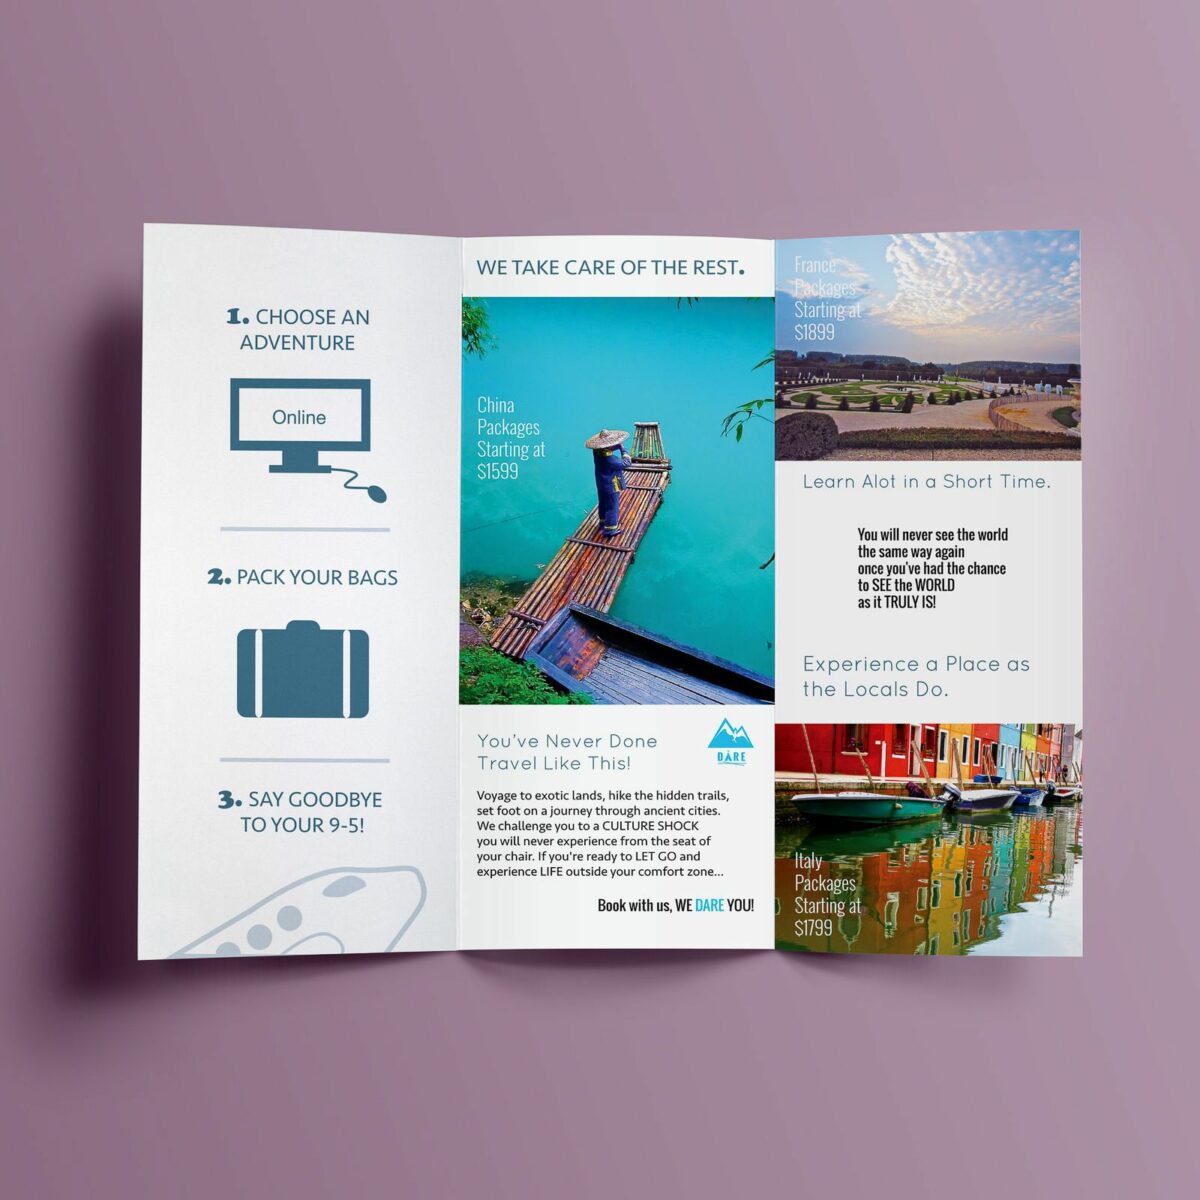 1. CHOOSE AN
ADVENTURE
Online
2. PACK YOUR BAGS
3. SAY GOODBYE
TO YOUR 9-5!
WE TAKE CARE OF THE REST.
China
Packages
Starting at
$1599
You've Never Done
Travel Like This!
DARE
Voyage to exotic lands, hike the hidden trails,
set foot on a journey through ancient cities.
We challenge you to a CULTURE SHOCK
you will never experience from the seat of
your chair. If you're ready to LET GO and
experience LIFE outside your comfort zone...
Book with us, WE DARE YOU!
France
Packages
Starting at
$1899
Learn Alot in a Short Time.
You will never see the world
the same way again
once you've had the chance
to SEE the WORLD
as it TRULY IS!
Experience a Place as
the Locals Do.
Italy
Packages
Starting at
$1799